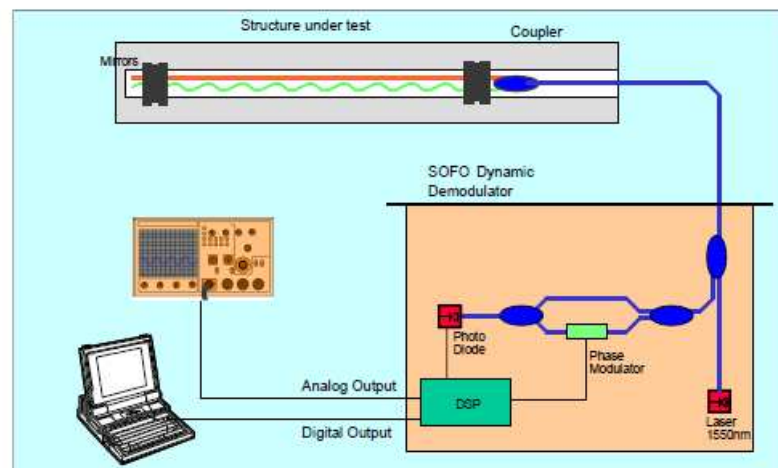 Structure under test
Coupler
Mirrors
SOFO Dynamic
Demodulator
Photo
Diode
Phase
Modulator
Analog Output
DSP
Laser
1550nm
Digital Output